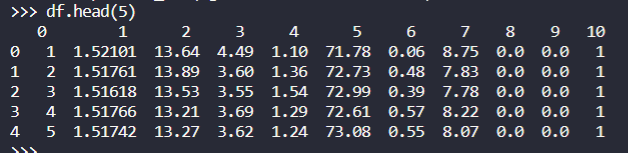 >>> df.head(5)
0 1 2 3 4 5 6 7 8 9 10
0 1 1.52101 13.64 4.49 1.10 71.78 0.06 8.75 0.0 0.0 1
1 2 1.51761 13.89 3.60 1.36 72.73 0.48 7.83 0.0 0.0 1
2 3 1.51618 13.53 3.55 1.54 72.99 0.39 7.78 0.0 0.0 1
3 4 1.51766 13.21 3.69 1.29 72.61 0.57 8.22 0.0 0.0 1
4 5 1.51742 13.27 3.62 1.24 73.08 0.55 8.07 0.0 0.0 1
>>>